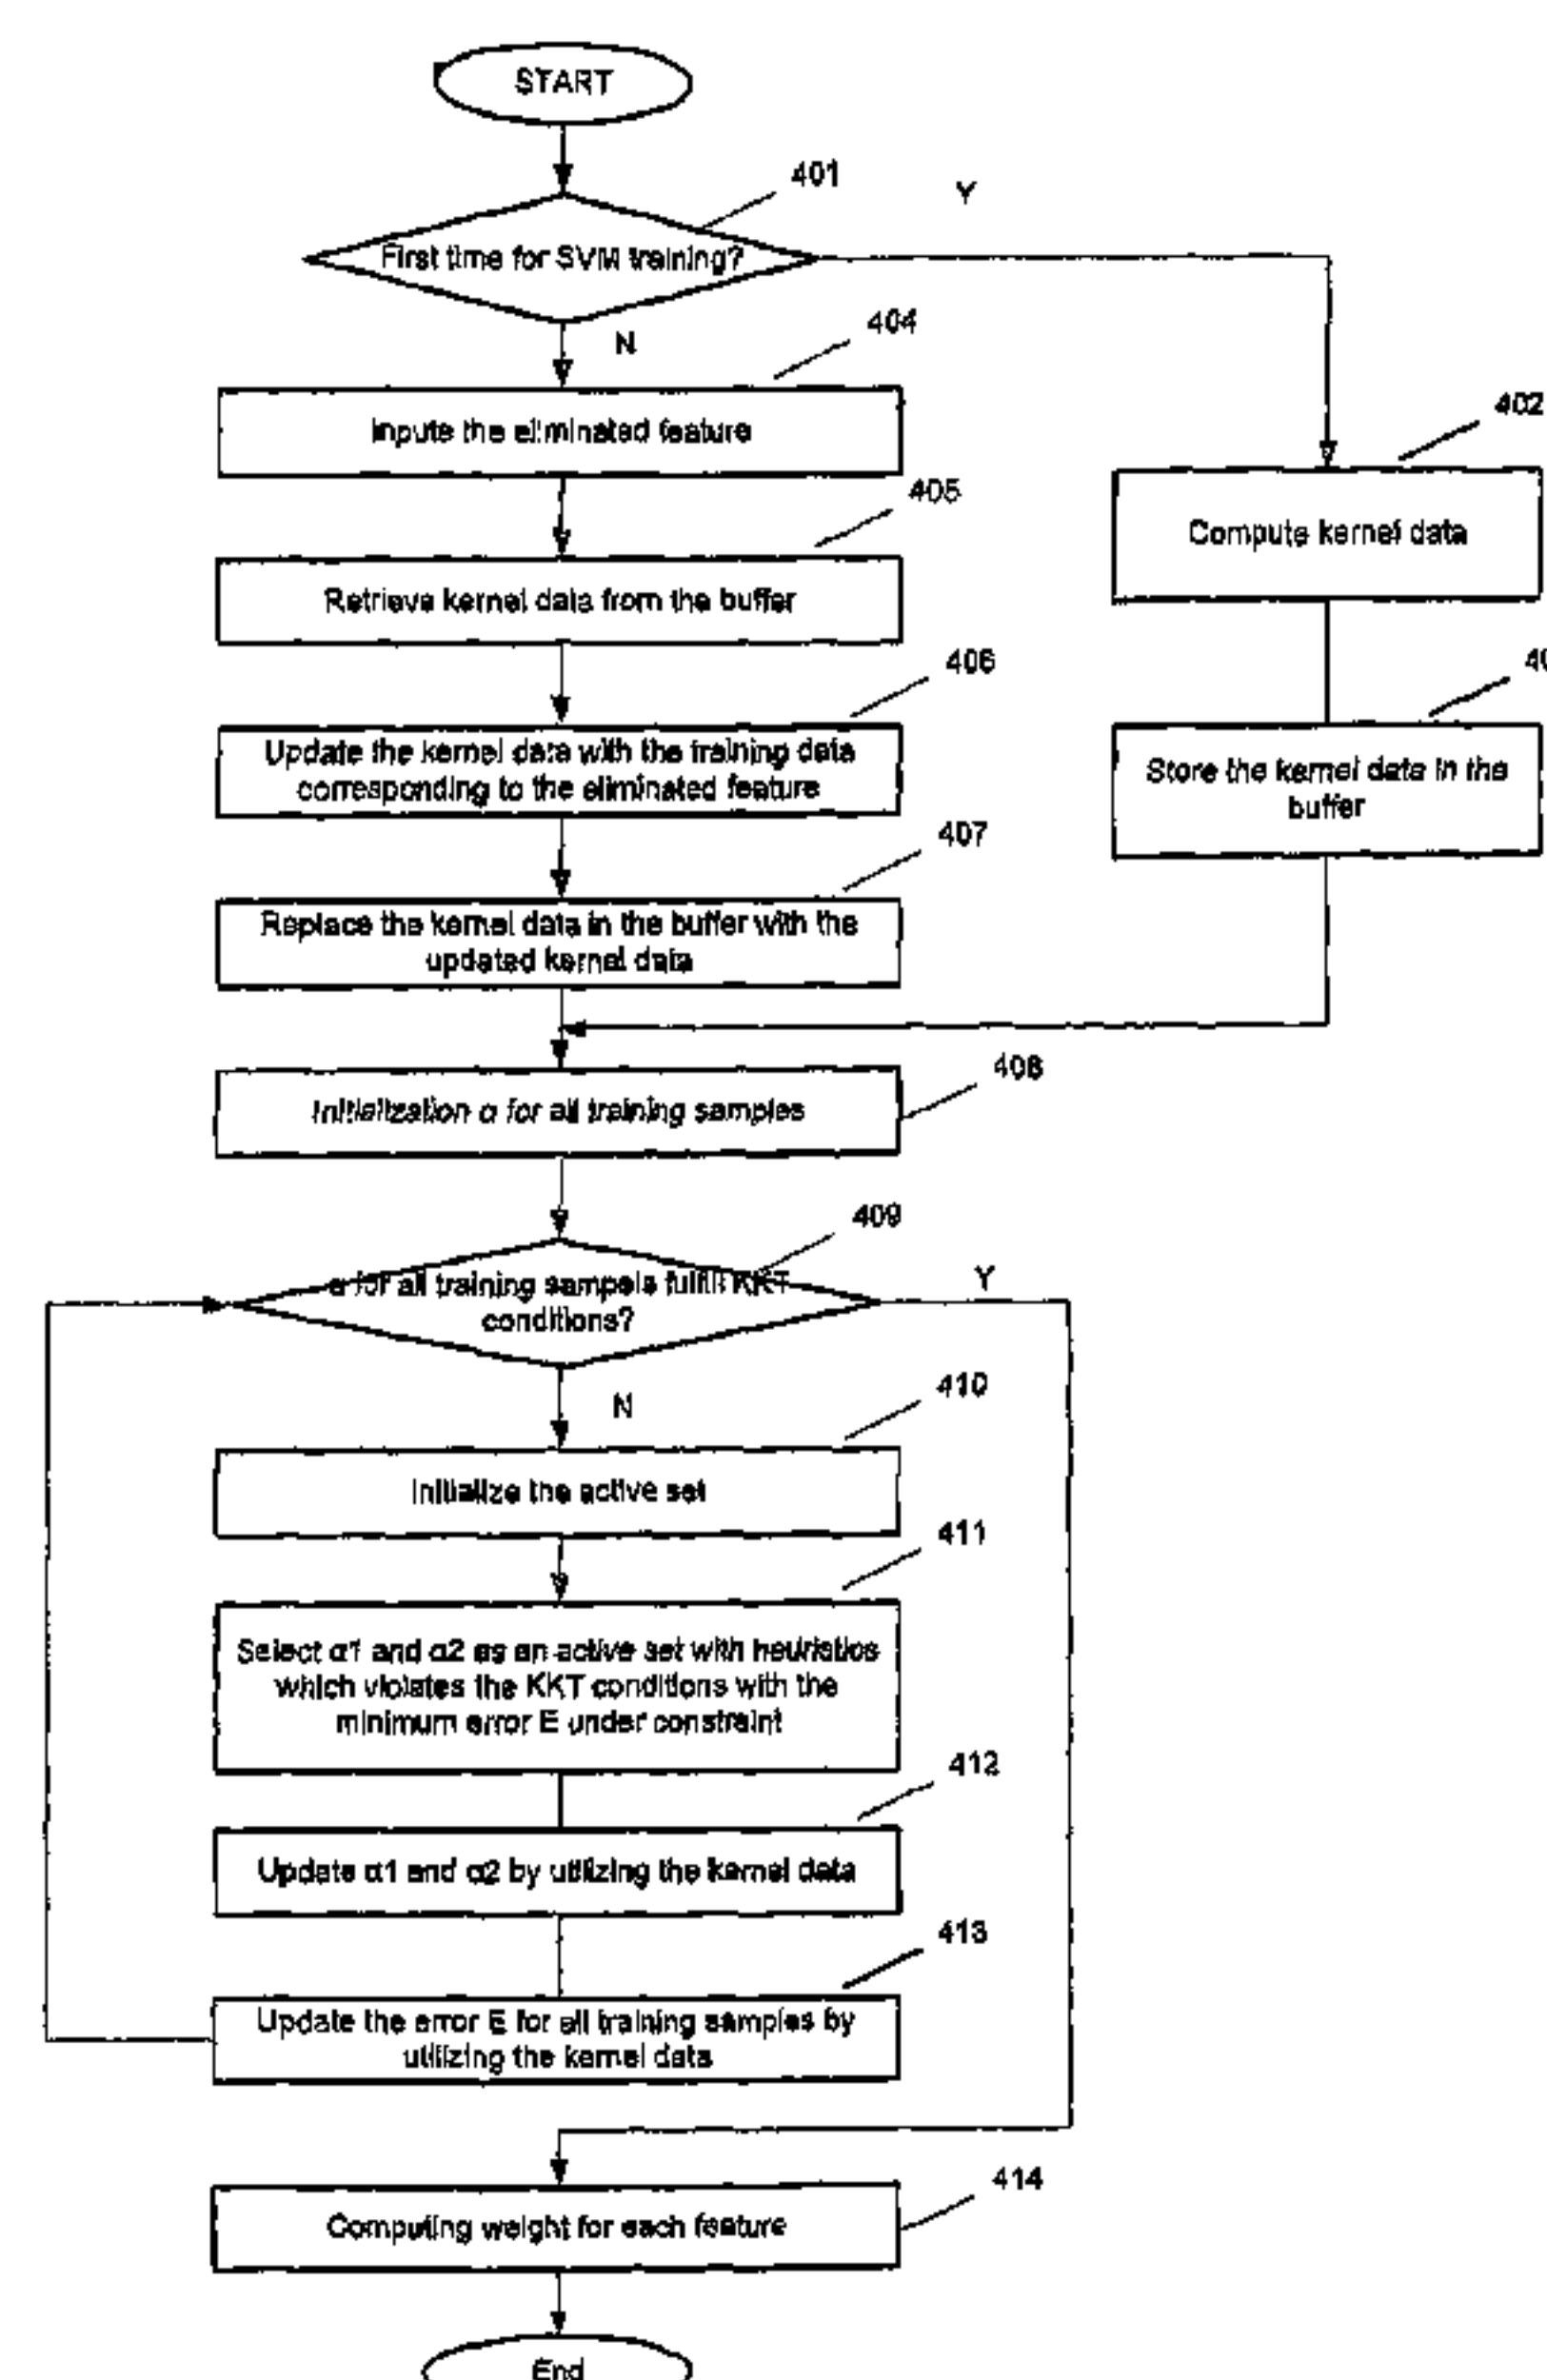 START
401
Y
First time for SVM training?
N
404
Inpute the eliminated feature
402
405
Compute kernel data
Retrieve kernel data from the buffer
406
Update the kernel data with the training data
corresponding to the eliminated feature
Store the kernel data in the
buffer
407
Replace the kernel data in the buffer with the
updated kernel data
408
Initialization α for all training samples
409
α for all training sampels fulfill KKT
conditions?
Y
N
410
Initialize the active set
411
Select α1 and α2 as an active set with heuristics
which violates the KKT conditions with the
minimum error E under constraint
412
Update α1 and α2 by utilizing the kernel data
413
Update the error E for all training samples by
utilizing the kernel data
414
Computing weight for each feature
End